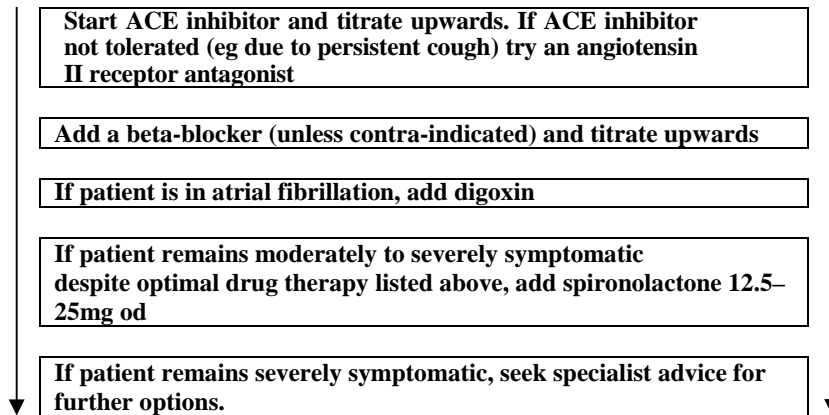 Start ACE inhibitor and titrate upwards. If ACE inhibitor
not tolerated (eg due to persistent cough) try an angiotensin
II receptor antagonist
Add a beta-blocker (unless contra-indicated) and titrate upwards
If patient is in atrial fibrillation, add digoxin
If patient remains moderately to severely symptomatic
despite optimal drug therapy listed above, add spironolactone 12.5–
25mg od
If patient remains severely symptomatic, seek specialist advice for
further options.